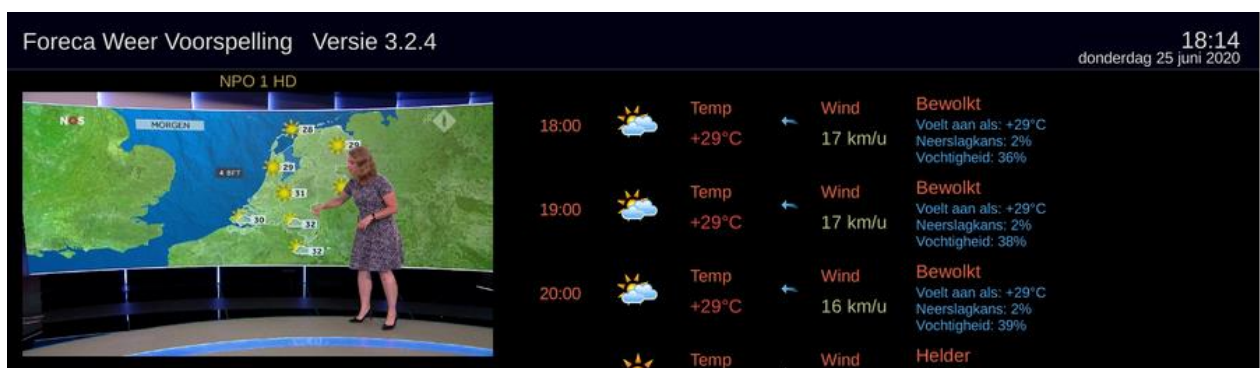 Foreca Weer Voorspelling Versie 3.2.4
18:14
donderdag 25 juni 2020
NPO 1 HD
NOS
MORGEN
28
29
4 BFT
29
31
30
32
32
18:00
Temp
+29°C
Wind
17 km/u
Bewolkt
Voelt aan als: +29°C
Neerslagkans: 2%
Vochtigheid: 36%
19:00
Temp
+29°C
Wind
17 km/u
Bewolkt
Voelt aan als: +29°C
Neerslagkans: 2%
Vochtigheid: 38%
20:00
Temp
+29°C
Wind
16 km/u
Bewolkt
Voelt aan als: +29°C
Neerslagkans: 2%
Vochtigheid: 39%
Temp
Wind
Helder